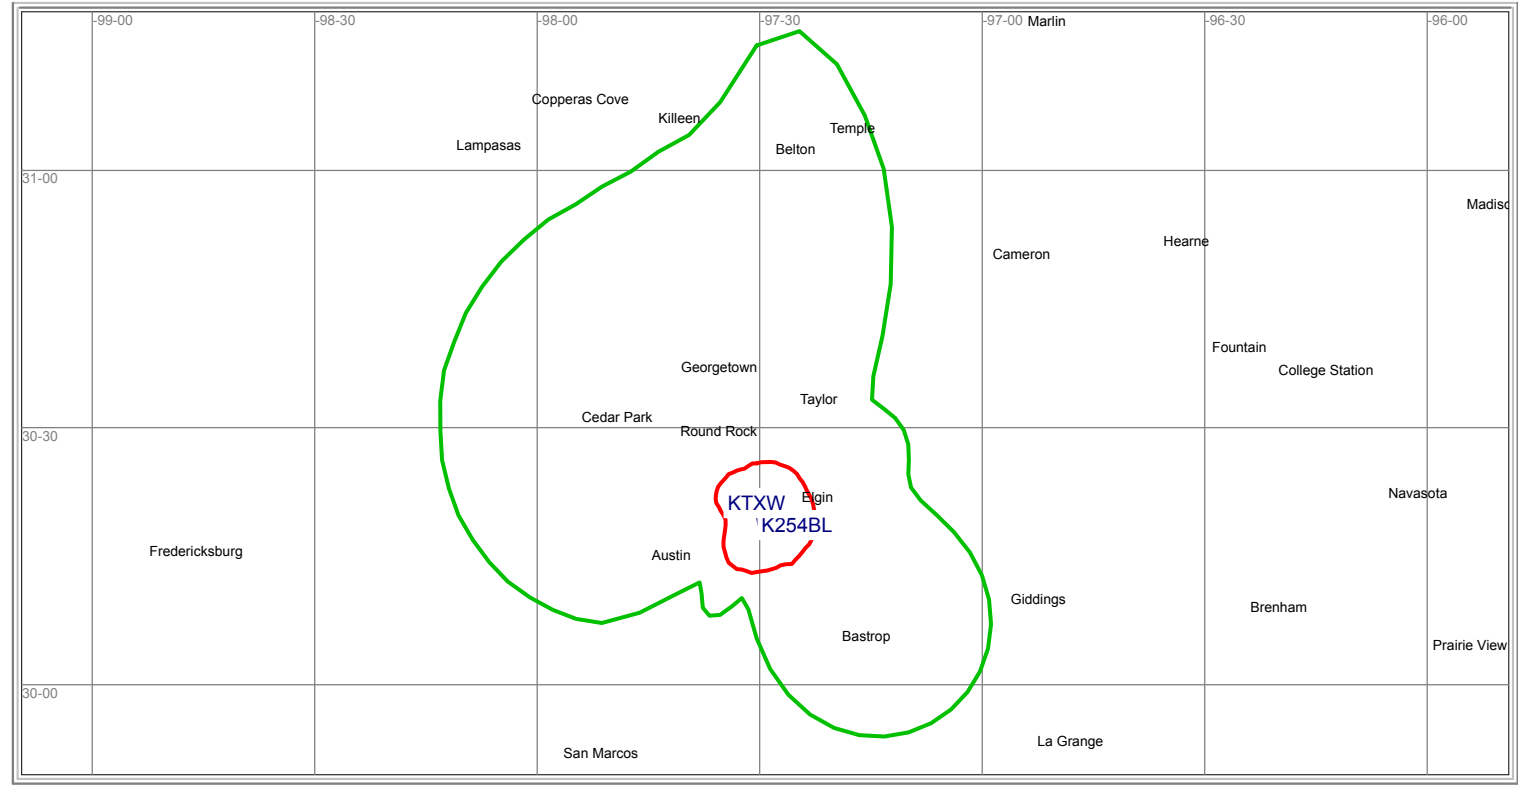 -99-00
-98-30
-98-00
-97-30
-97-00
Marlin
-96-30
-96-00
Copperas Cove
Killeen
Temple
Lampasas
Belton
31-00
Madisc
Hearne
Cameron
Fountain
Georgetown
College Station
Taylor
Cedar Park
Round Rock
30-30
Elgin
Navasota
KTXW
K254BL
Fredericksburg
Austin
Giddings
Brenham
Bastrop
Prairie View
30-00
La Grange
San Marcos